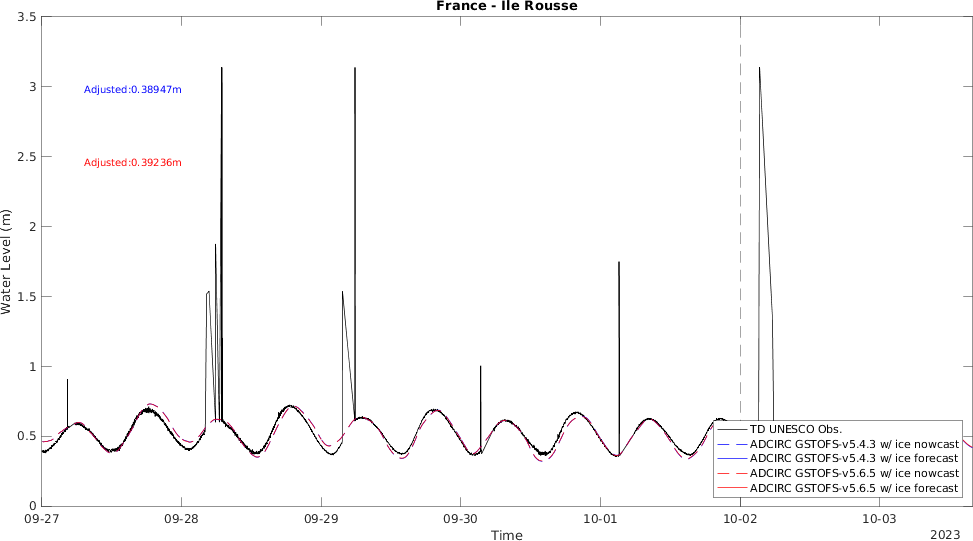 France - Ile Rousse
3.5
3
2.5
2
1.5
1
0.5
0
Water Level (m)
Adjusted:0.38947m
Adjusted:0.39236m
TD UNESCO Obs.
ADCIRC GSTOFS-v5.4.3 w/ ice nowcast
ADCIRC GSTOFS-v5.4.3 w/ ice forecast
ADCIRC GSTOFS-v5.6.5 w/ ice nowcast
ADCIRC GSTOFS-v5.6.5 w/ ice forecast
09-27 09-28 09-29 09-30 10-01 10-02 10-03
Time
2023